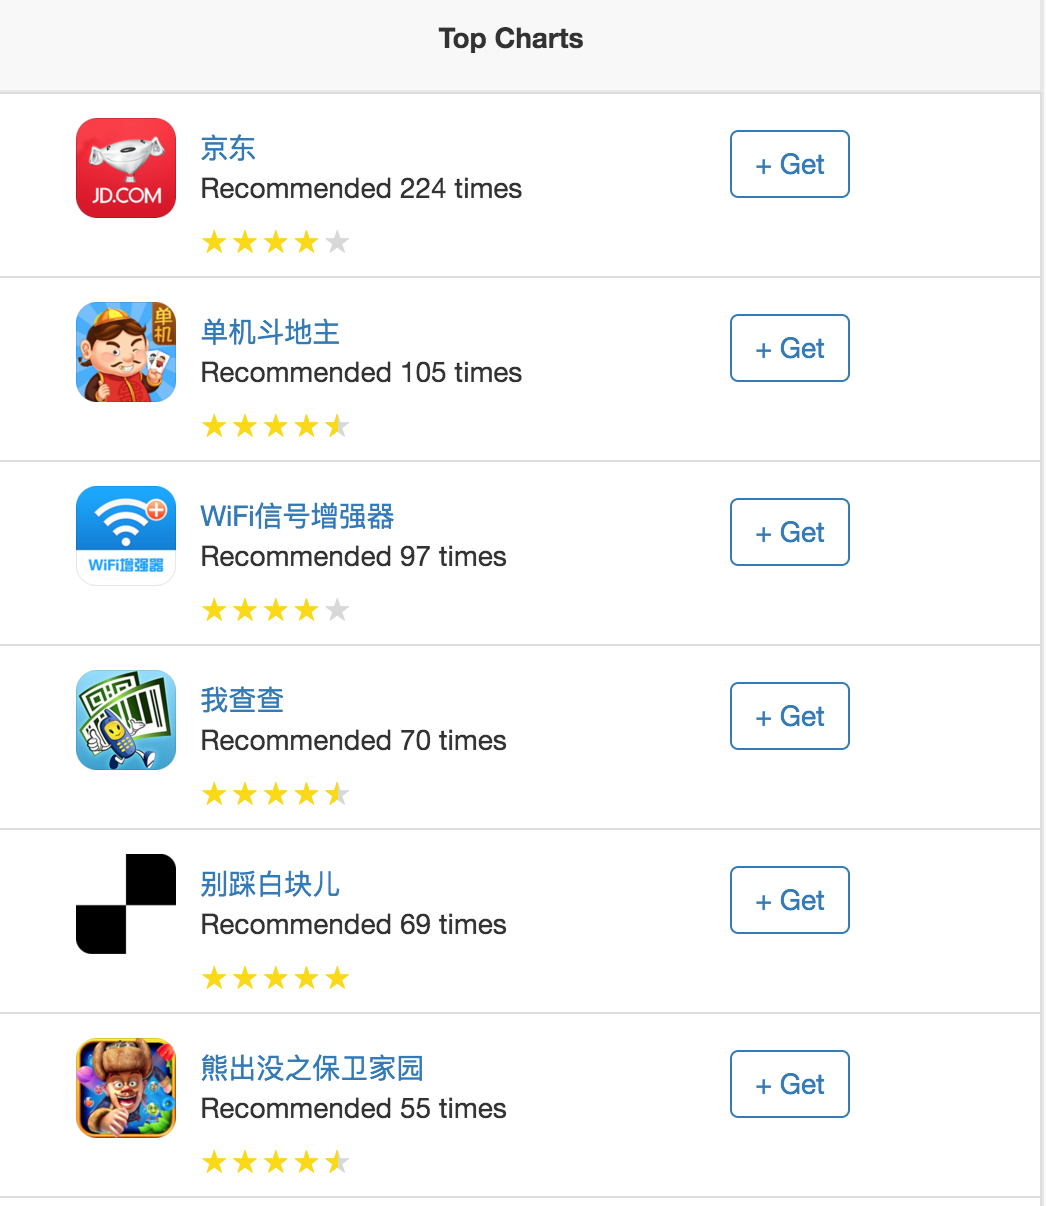 Top Charts
JD.COM
京东
Recommended 224 times
+ Get
单机
单机斗地主
Recommended 105 times
+ Get
WiFi增强器
WiFi信号增强器
Recommended 97 times
+ Get
我查查
Recommended 70 times
+ Get
别踩白块儿
Recommended 69 times
+ Get
熊出没之保卫家园
Recommended 55 times
+ Get